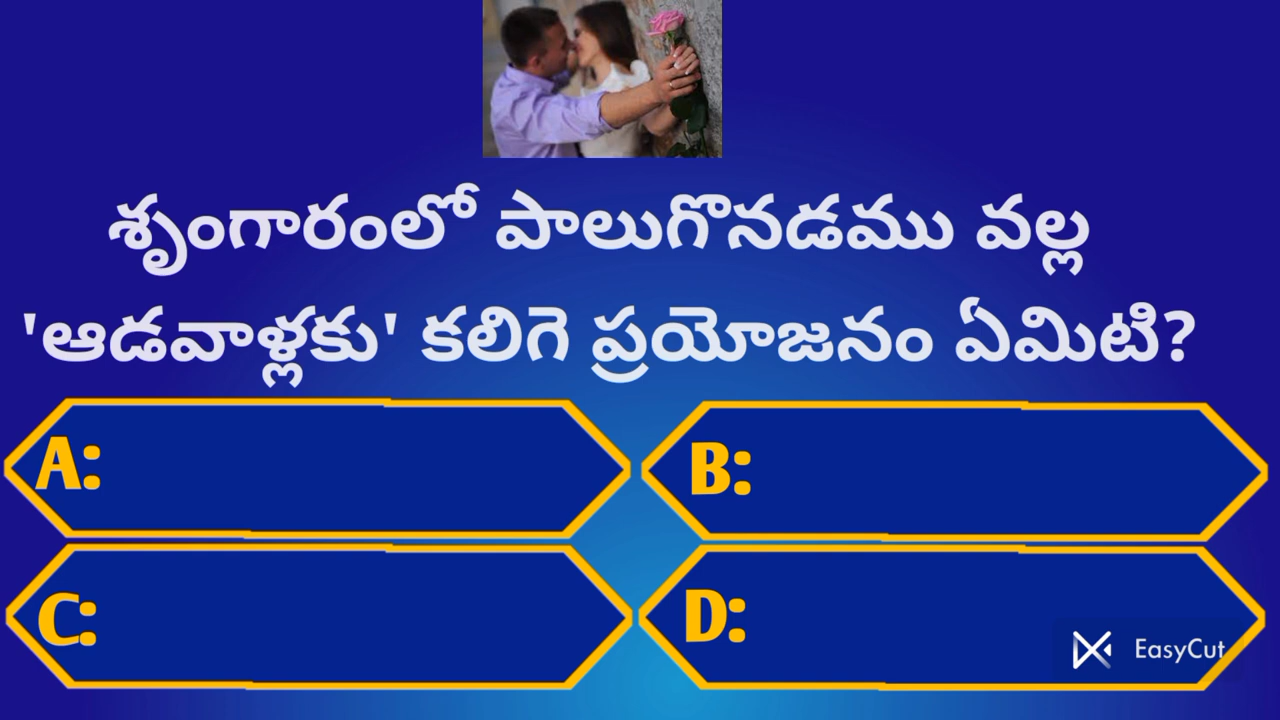 శృంగారంలో పాలుగొనడము వల్ల
'ఆడవాళ్లకు' కలిగె ప్రయోజనం ఏమిటి?
A:
B:
C:
D:
EasyCut